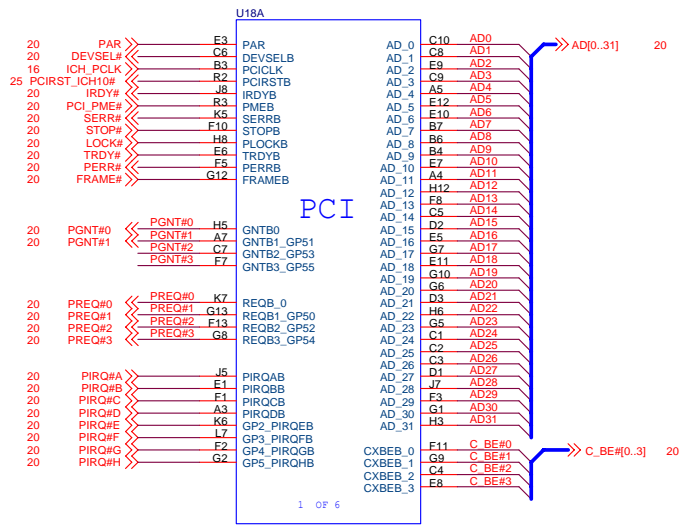 U18A
20 PAR E3 PAR AD_0 C10 AD0 AD[0..31] 20
20 DEVSEL# C6 DEVSELB AD_1 C8 AD1
16 ICH_PCLK B3 PCICLK AD_2 E9 AD2
25 PCIRST_ICH10# R2 PCIRSTB AD_3 C9 AD3
20 IRDY# J8 IRDYB AD_4 A5 AD4
20 PCI_PME# R3 PMEB AD_5 E12 AD5
20 SERR# K5 SERRB AD_6 E10 AD6
20 STOP# F10 STOPB AD_7 B7 AD7
20 LOCK# H8 PLOCKB AD_8 B6 AD8
20 TRDY# E6 TRDYB AD_9 B4 AD9
20 PERR# F5 PERRB AD_10 E7 AD10
20 FRAME# G12 FRAMEB AD_11 A4 AD11
AD_12 H12 AD12
AD_13 F8 AD13
PCI
AD_14 C5 AD14
20 PGNT#0 PGNT#0 H5 GNTB0 AD_15 D2 AD15
20 PGNT#1 PGNT#1 A7 GNTB1_GP51 AD_16 E5 AD16
PGNT#2 C7 GNTB2_GP53 AD_17 G7 AD17
PGNT#3 F7 GNTB3_GP55 AD_18 E11 AD18
AD_19 G10 AD19
AD_20 G6 AD20
20 PREQ#0 PREQ#0 K7 REQB_0 AD_21 D3 AD21
20 PREQ#1 PREQ#1 G13 REQB1_GP50 AD_22 H6 AD22
20 PREQ#2 PREQ#2 F13 REQB2_GP52 AD_23 G5 AD23
20 PREQ#3 PREQ#3 G8 REQB3_GP54 AD_24 C1 AD24
AD_25 C2 AD25
AD_26 C3 AD26
20 PIRQ#A J5 PIRQAB AD_27 D1 AD27
20 PIRQ#B E1 PIRQBB AD_28 J7 AD28
20 PIRQ#C F1 PIRQCB AD_29 F3 AD29
20 PIRQ#D A3 PIRQDB AD_30 G1 AD30
20 PIRQ#E K6 GP2_PIRQEB AD_31 H3 AD31
20 PIRQ#F L7 GP3_PIRQFB
20 PIRQ#G F2 GP4_PIRQGB CXBEB_0 F11 C_BE#0 C_BE#[0..3] 20
20 PIRQ#H G2 GP5_PIRQHB CXBEB_1 G9 C_BE#1
CXBEB_2 C4 C_BE#2
CXBEB_3 E8 C_BE#3
1 OF 6